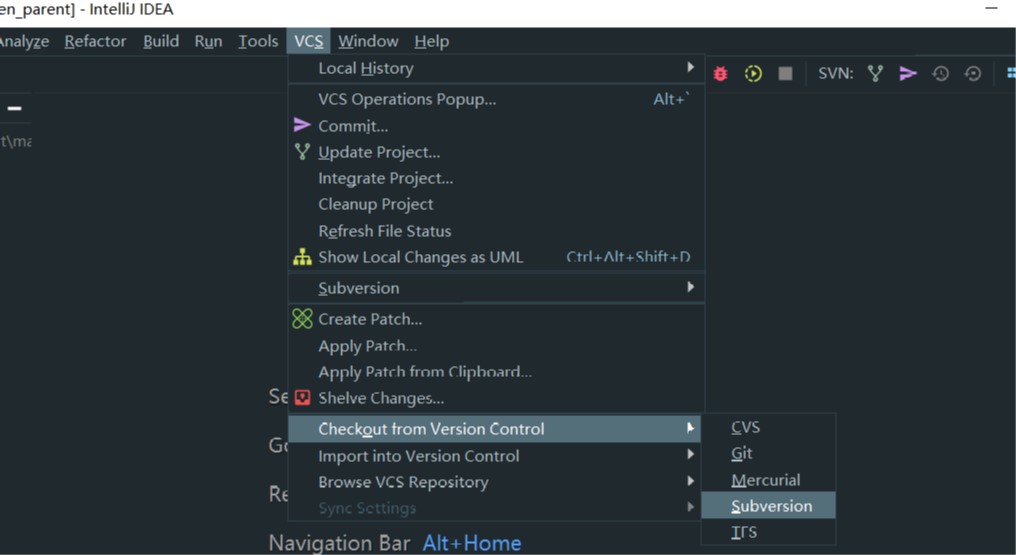 en_parent] - IntelliJ IDEA
Analyze Refactor Build Run Tools VCS Window Help
Local History
SVN:
VCS Operations Popup... Alt+`
Commit...
t\ma
Update Project...
Integrate Project...
Cleanup Project
Refresh File Status
Show Local Changes as UML Ctrl+Alt+Shift+D
Subversion
Create Patch...
Apply Patch...
Apply Patch from Clipboard...
Se
Shelve Changes...
Checkout from Version Control
CVS
Go
Import into Version Control
Git
Browse VCS Repository
Mercurial
Re
Sync Settings
Subversion
TFS
Navigation Bar Alt+Home